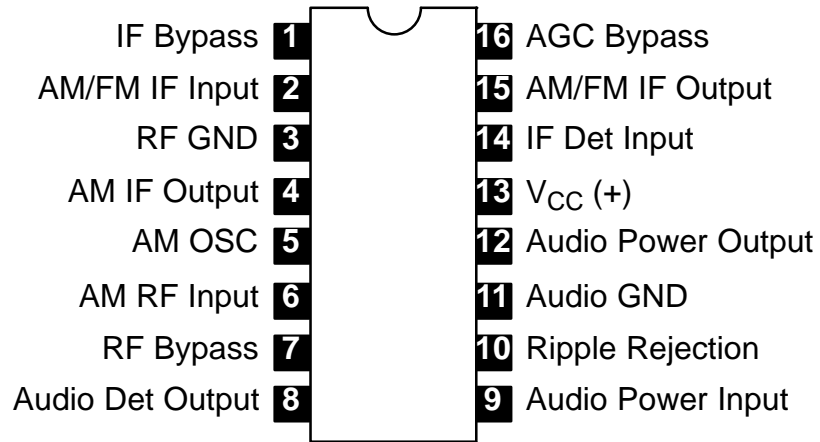 IF Bypass 1 16 AGC Bypass
AM/FM IF Input 2 15 AM/FM IF Output
RF GND 3 14 IF Det Input
AM IF Output 4 13 VCC (+)
AM OSC 5 12 Audio Power Output
AM RF Input 6 11 Audio GND
RF Bypass 7 10 Ripple Rejection
Audio Det Output 8 9 Audio Power Input